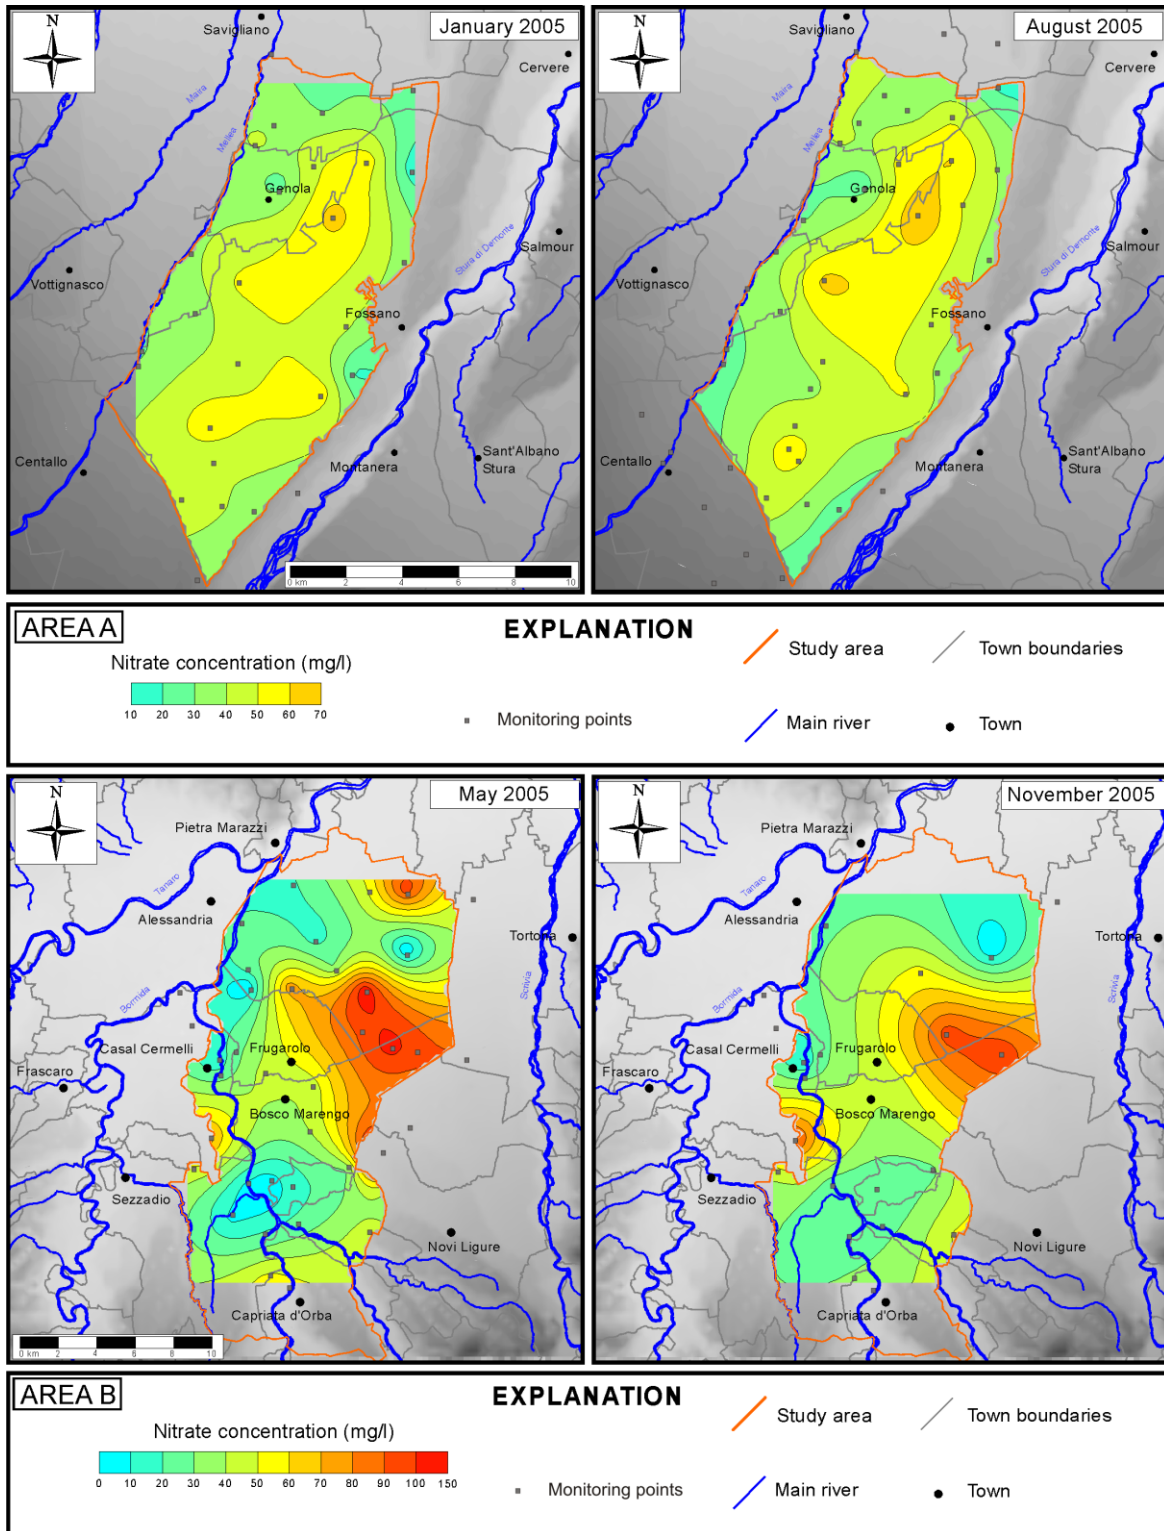 N
January 2005
Savigliano
Cervere
Maira
Mellea
Genola
Salmour
Stura di Demonte
Vottignasco
Fossano
Centallo
Montanera
Sant'Albano
Stura
0 km 2 4 6 8 10
N
August 2005
Savigliano
Cervere
Maira
Mellea
Genola
Salmour
Stura di Demonte
Vottignasco
Fossano
Centallo
Montanera
Sant'Albano
Stura
AREA A
EXPLANATION
Nitrate concentration (mg/l)
10 20 30 40 50 60 70
Monitoring points
Study area
Town boundaries
Main river
Town
N
May 2005
Pietra Marazzi
Tanaro
Alessandria
Tortona
Bormida
Scrivia
Casal Cermelli
Frugarolo
Frascaro
Bosco Marengo
Sezzadio
Novi Ligure
Capriata d'Orba
0 km 2 4 6 8 10
N
November 2005
Pietra Marazzi
Tanaro
Alessandria
Tortona
Bormida
Scrivia
Casal Cermelli
Frugarolo
Frascaro
Bosco Marengo
Sezzadio
Novi Ligure
Capriata d'Orba
AREA B
EXPLANATION
Nitrate concentration (mg/l)
0 10 20 30 40 50 60 70 80 90 100 150
Monitoring points
Study area
Town boundaries
Main river
Town